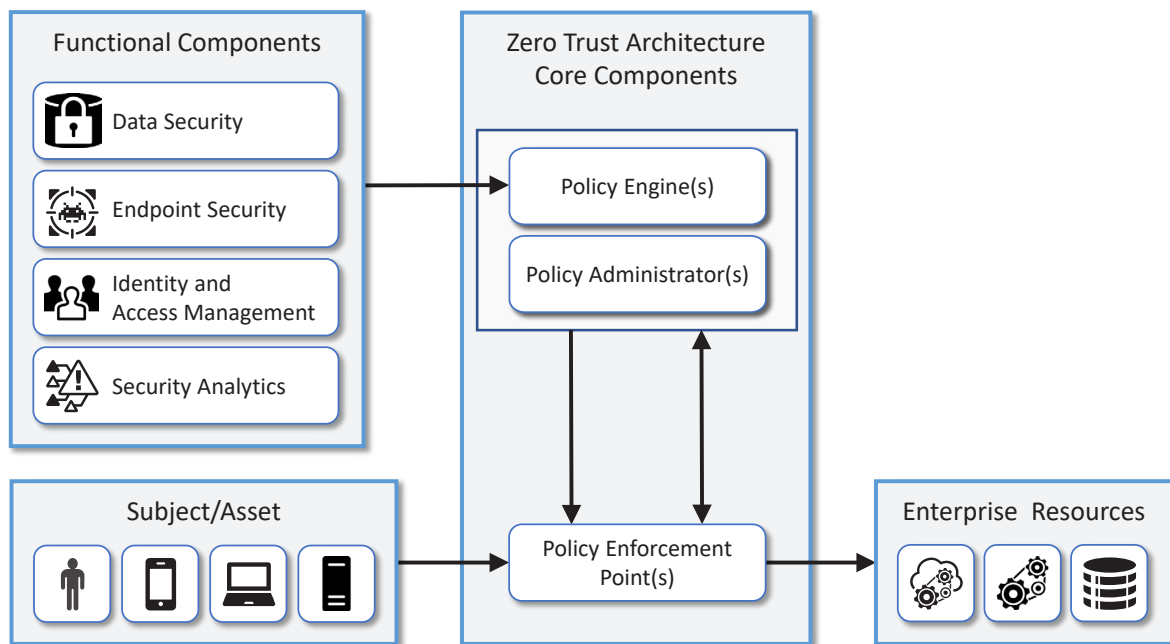 Functional Components
Data Security
Endpoint Security
Identity and
Access Management
Security Analytics
Zero Trust Architecture
Core Components
Policy Engine(s)
Policy Administrator(s)
Subject/Asset
Policy Enforcement
Point(s)
Enterprise Resources